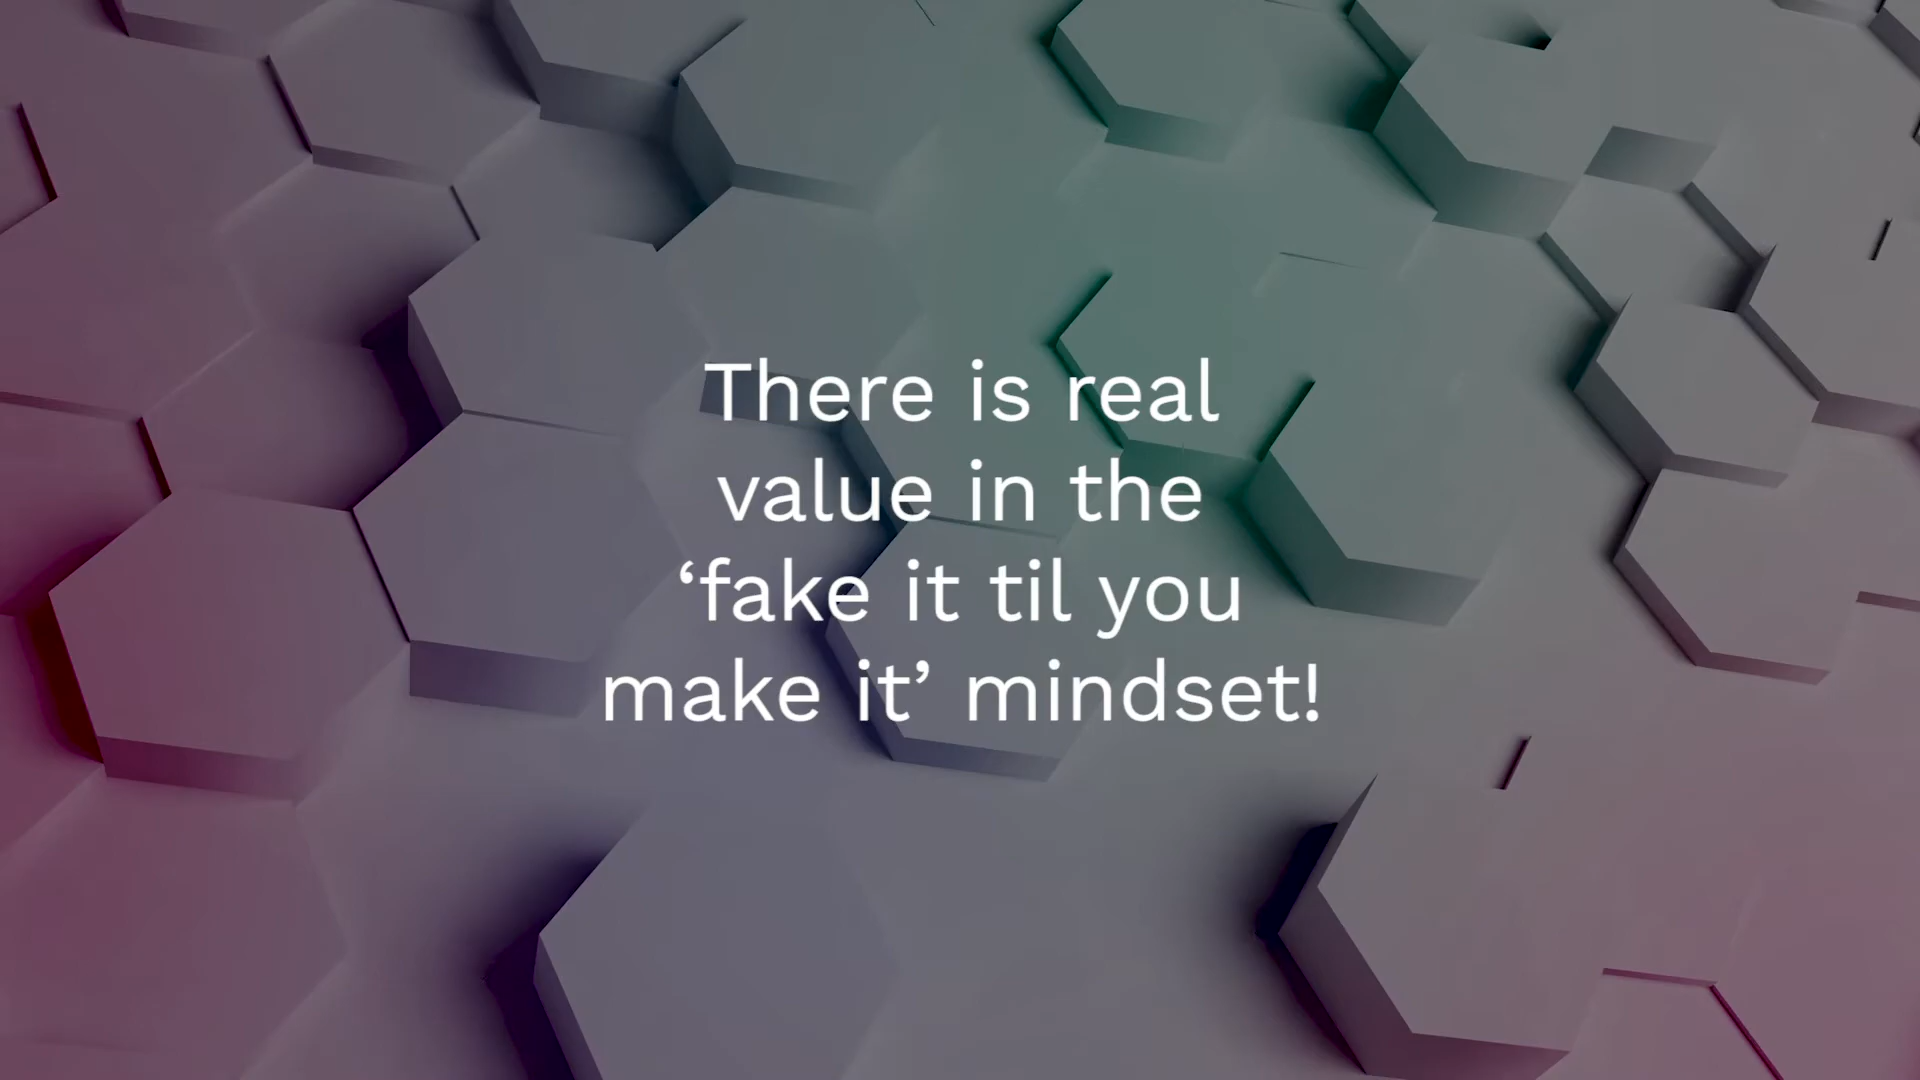 There is real
value in the
‘fake it til you
make it’ mindset!